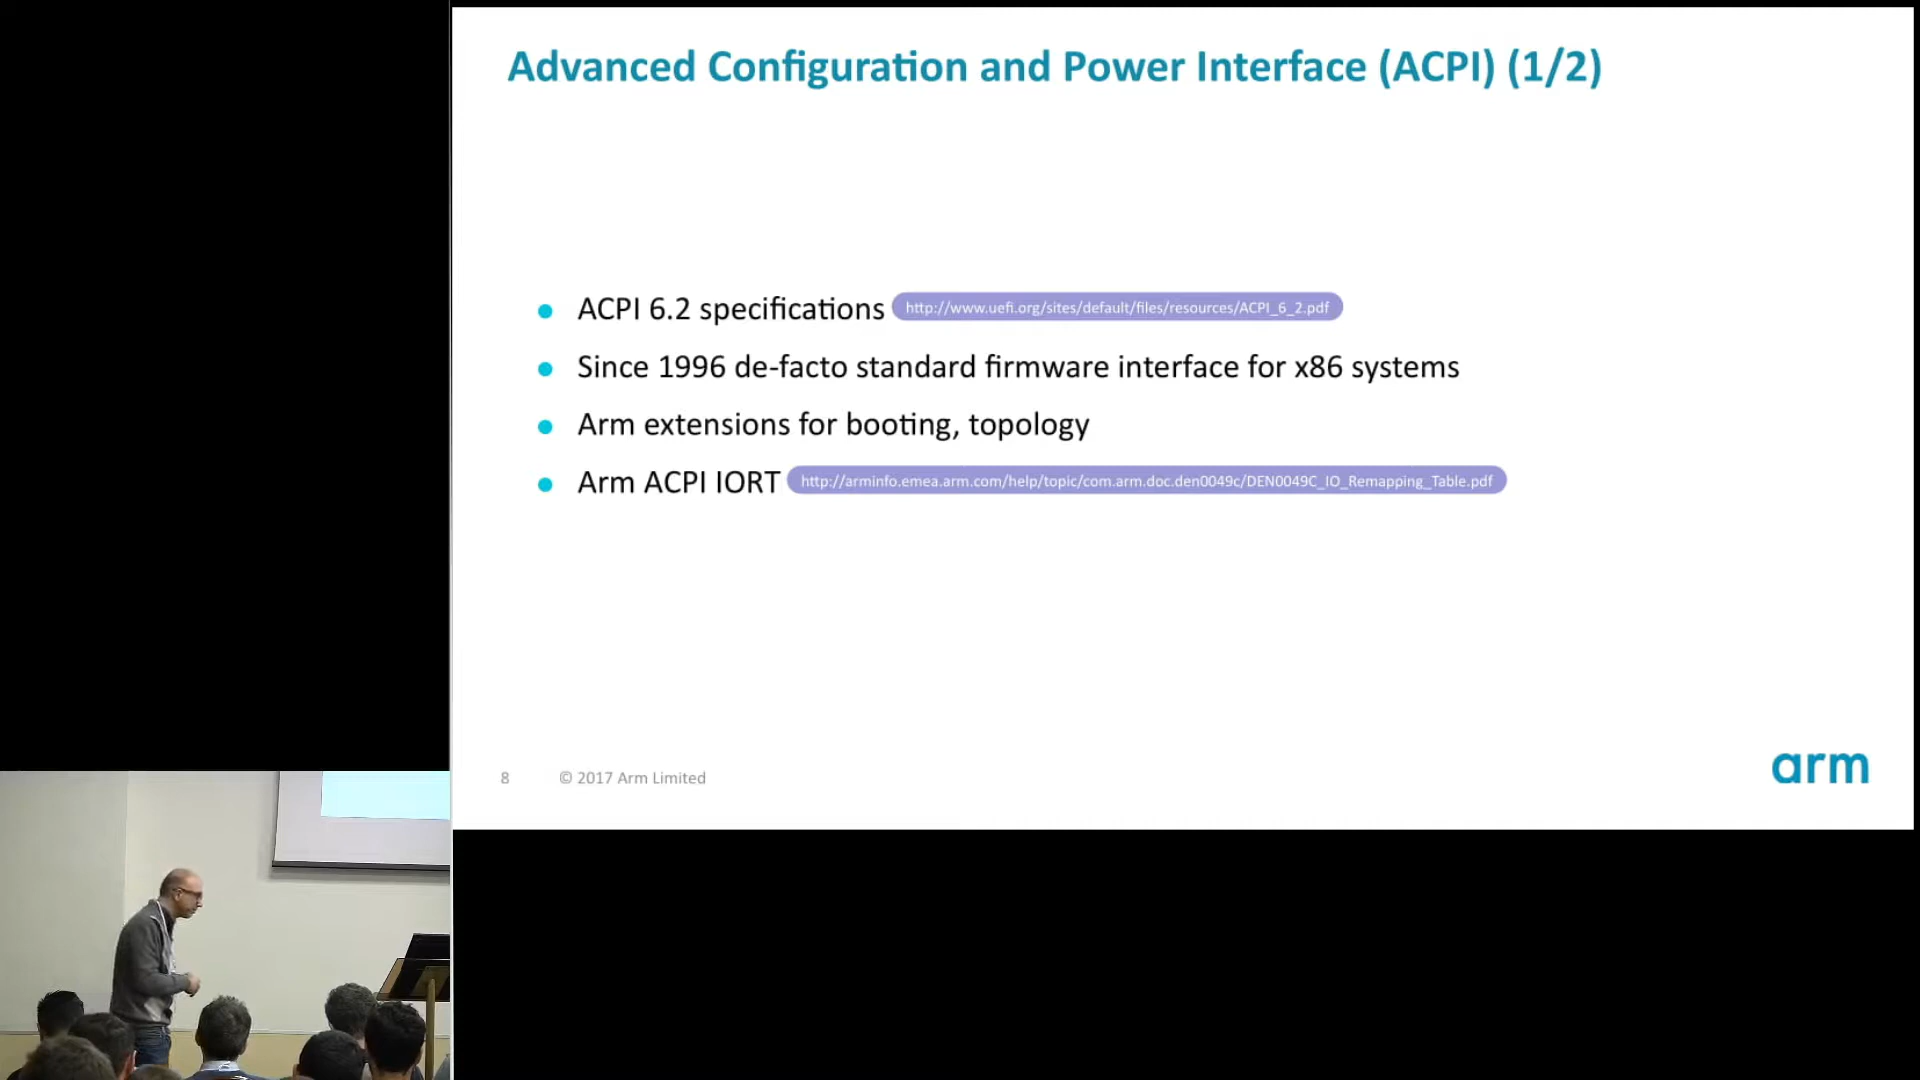 Advanced Configuration and Power Interface (ACPI) (1/2)
ACPI 6.2 specifications http://www.uefi.org/sites/default/files/resources/ACPI_6_2.pdf
Since 1996 de-facto standard firmware interface for x86 systems
Arm extensions for booting, topology
Arm ACPI IORT http://arminfo.emea.arm.com/help/topic/com.arm.doc.den0049c/DEN0049C_IO_Remapping_Table.pdf
8 © 2017 Arm Limited
arm